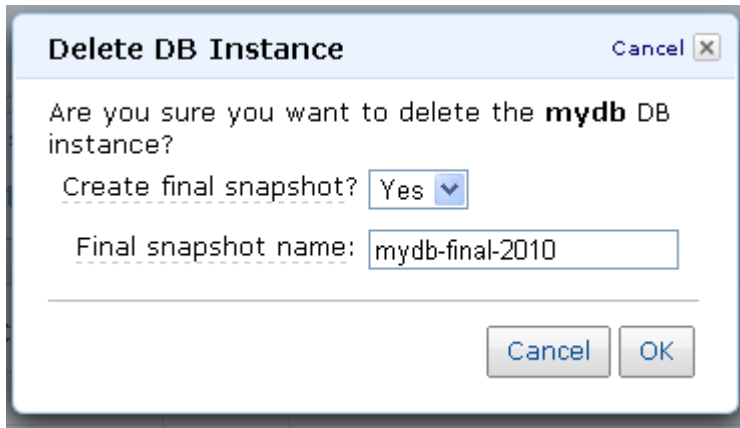 Delete DB Instance Cancel
Are you sure you want to delete the mydb DB
instance?
Create final snapshot? Yes
Final snapshot name: mydb-final-2010
Cancel OK